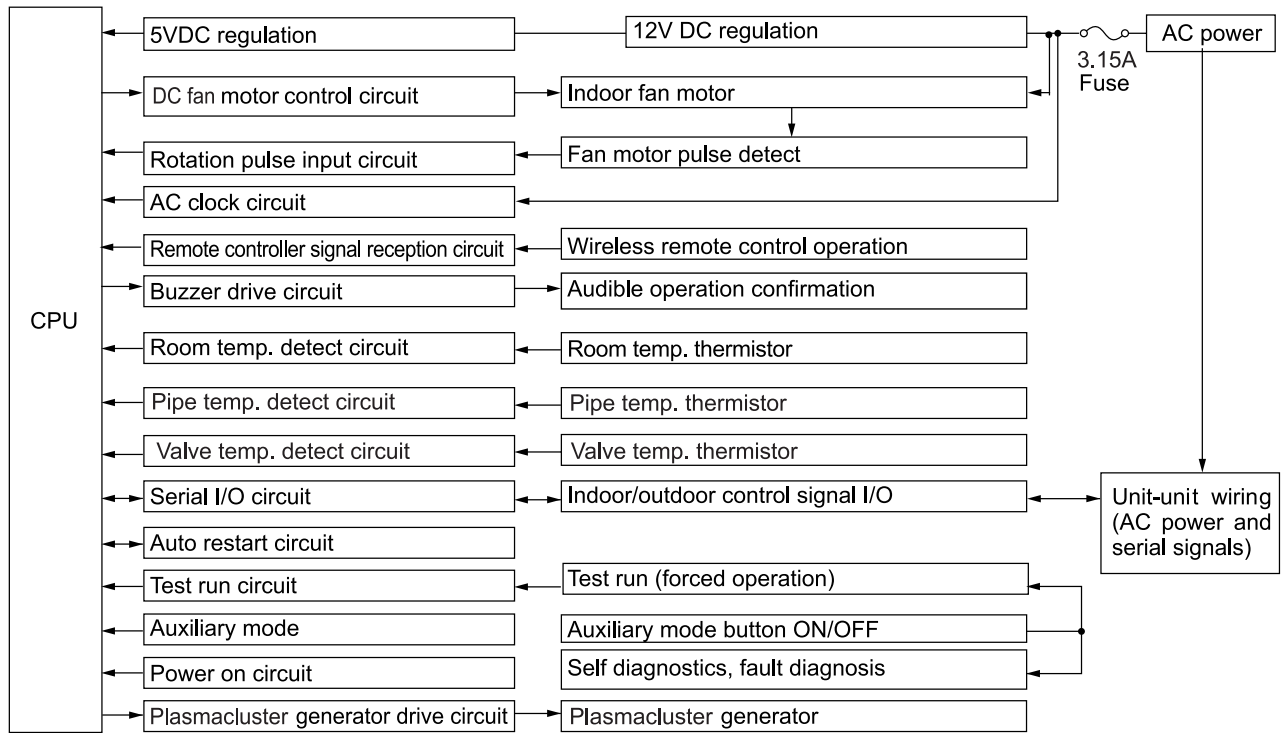 5VDC regulation
12V DC regulation
AC power
3.15A
Fuse
DC fan motor control circuit
Indoor fan motor
Rotation pulse input circuit
Fan motor pulse detect
AC clock circuit
Remote controller signal reception circuit
Wireless remote control operation
Buzzer drive circuit
Audible operation confirmation
CPU
Room temp. detect circuit
Room temp. thermistor
Pipe temp. detect circuit
Pipe temp. thermistor
Valve temp. detect circuit
Valve temp. thermistor
Serial I/O circuit
Indoor/outdoor control signal I/O
Unit-unit wiring
(AC power and
serial signals)
Auto restart circuit
Test run circuit
Test run (forced operation)
Auxiliary mode
Auxiliary mode button ON/OFF
Power on circuit
Self diagnostics, fault diagnosis
Plasmacluster generator drive circuit
Plasmacluster generator